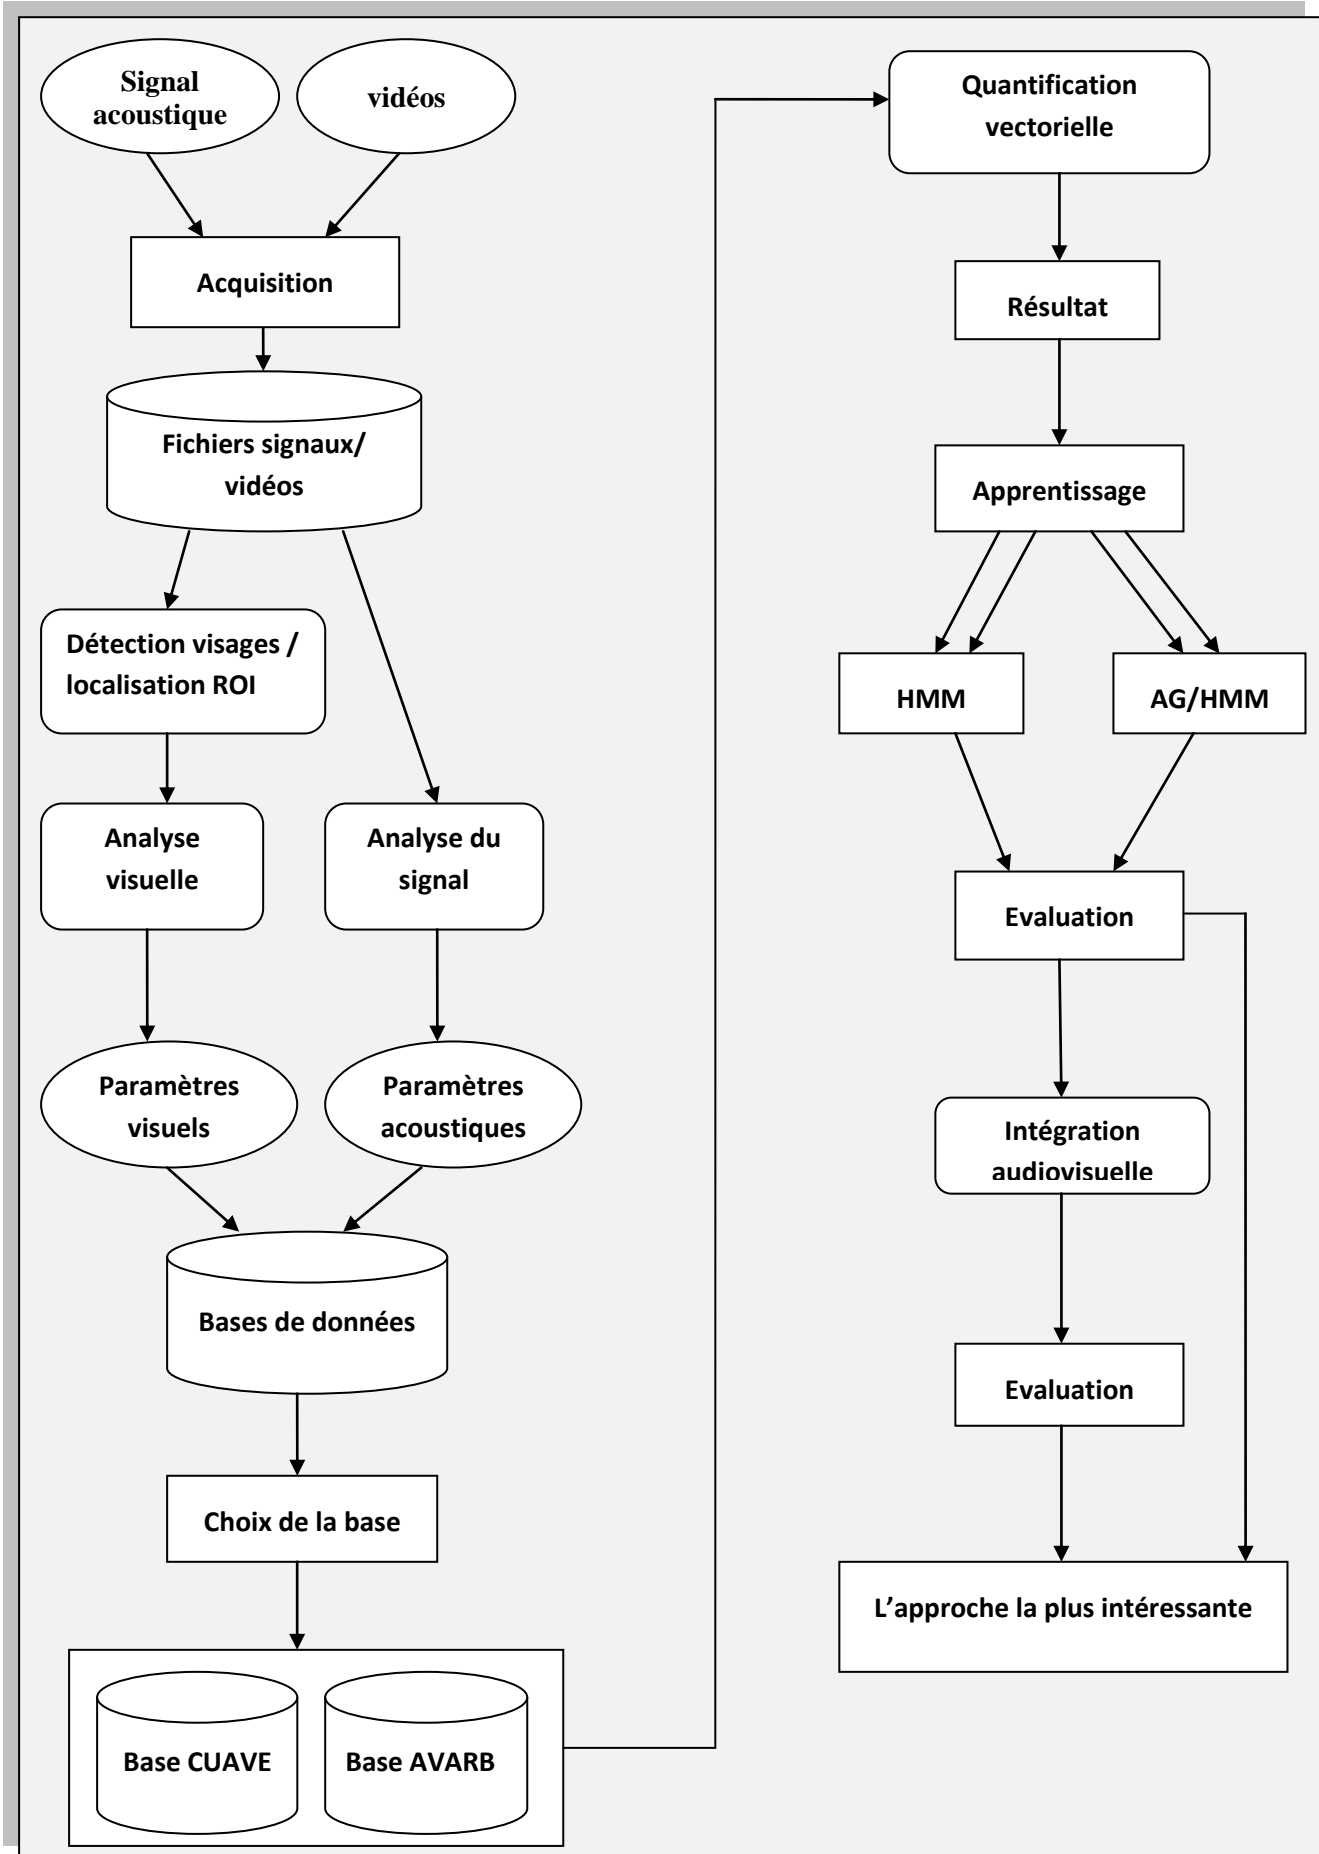 Signal
acoustique
vidéos
Acquisition
Fichiers signaux/
vidéos
Détection visages /
localisation ROI
Analyse
visuelle
Analyse du
signal
Paramètres
visuels
Paramètres
acoustiques
Bases de données
Choix de la base
Base CUAVE
Base AVARB
Quantification
vectorielle
Résultat
Apprentissage
HMM
AG/HMM
Evaluation
Intégration
audiovisuelle
Evaluation
L’approche la plus intéressante